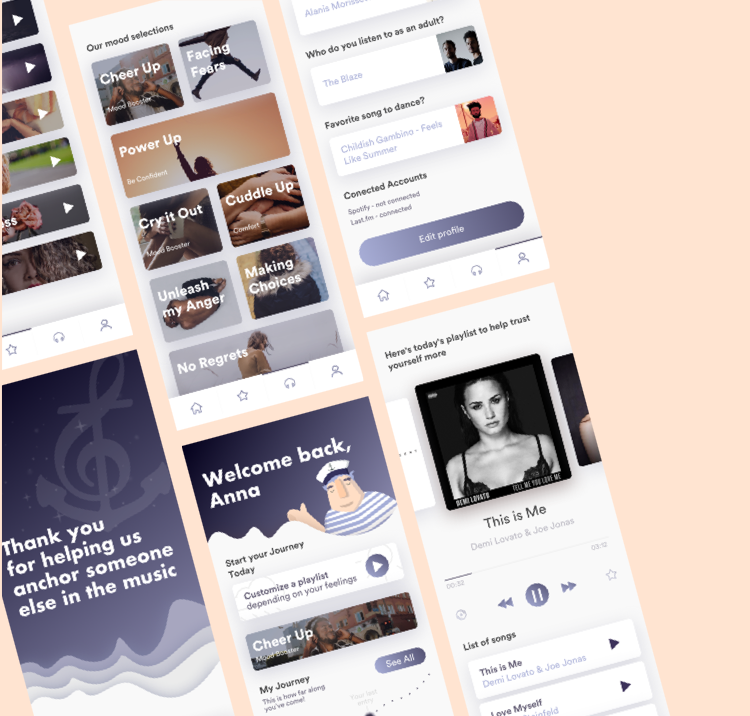 ss
Thank you
for helping us
anchor someone
else in the music
Our mood selections
Cheer Up
Mood Booster
Facing
Fears
Power Up
Be Confident
Cry it Out
Mood Booster
Cuddle Up
Comfort
Unleash
my Anger
Making
Choices
No Regrets
Welcome back,
Anna
Start your Journey
Today
Customize a playlist
depending on your feelings
Cheer Up
Mood Booster
See All
My Journey
This is how far along
you've come!
Your last
entry
Alanis Morisse
Who do you listen to as an adult?
The Blaze
Favorite song to dance?
Childish Gambino - Feels
Like Summer
Conected Accounts
Spotify - not connected
Last.fm - connected
Edit profile
Here's today's playlist to help trust
yourself more
DEMI LOVATO
TELL ME YOU LOVE ME
This is Me
Demi Lovato & Joe Jonas
00:32
03:12
List of songs
This is Me
Demi Lovato & Joe Jonas
Love Myself
einfeld